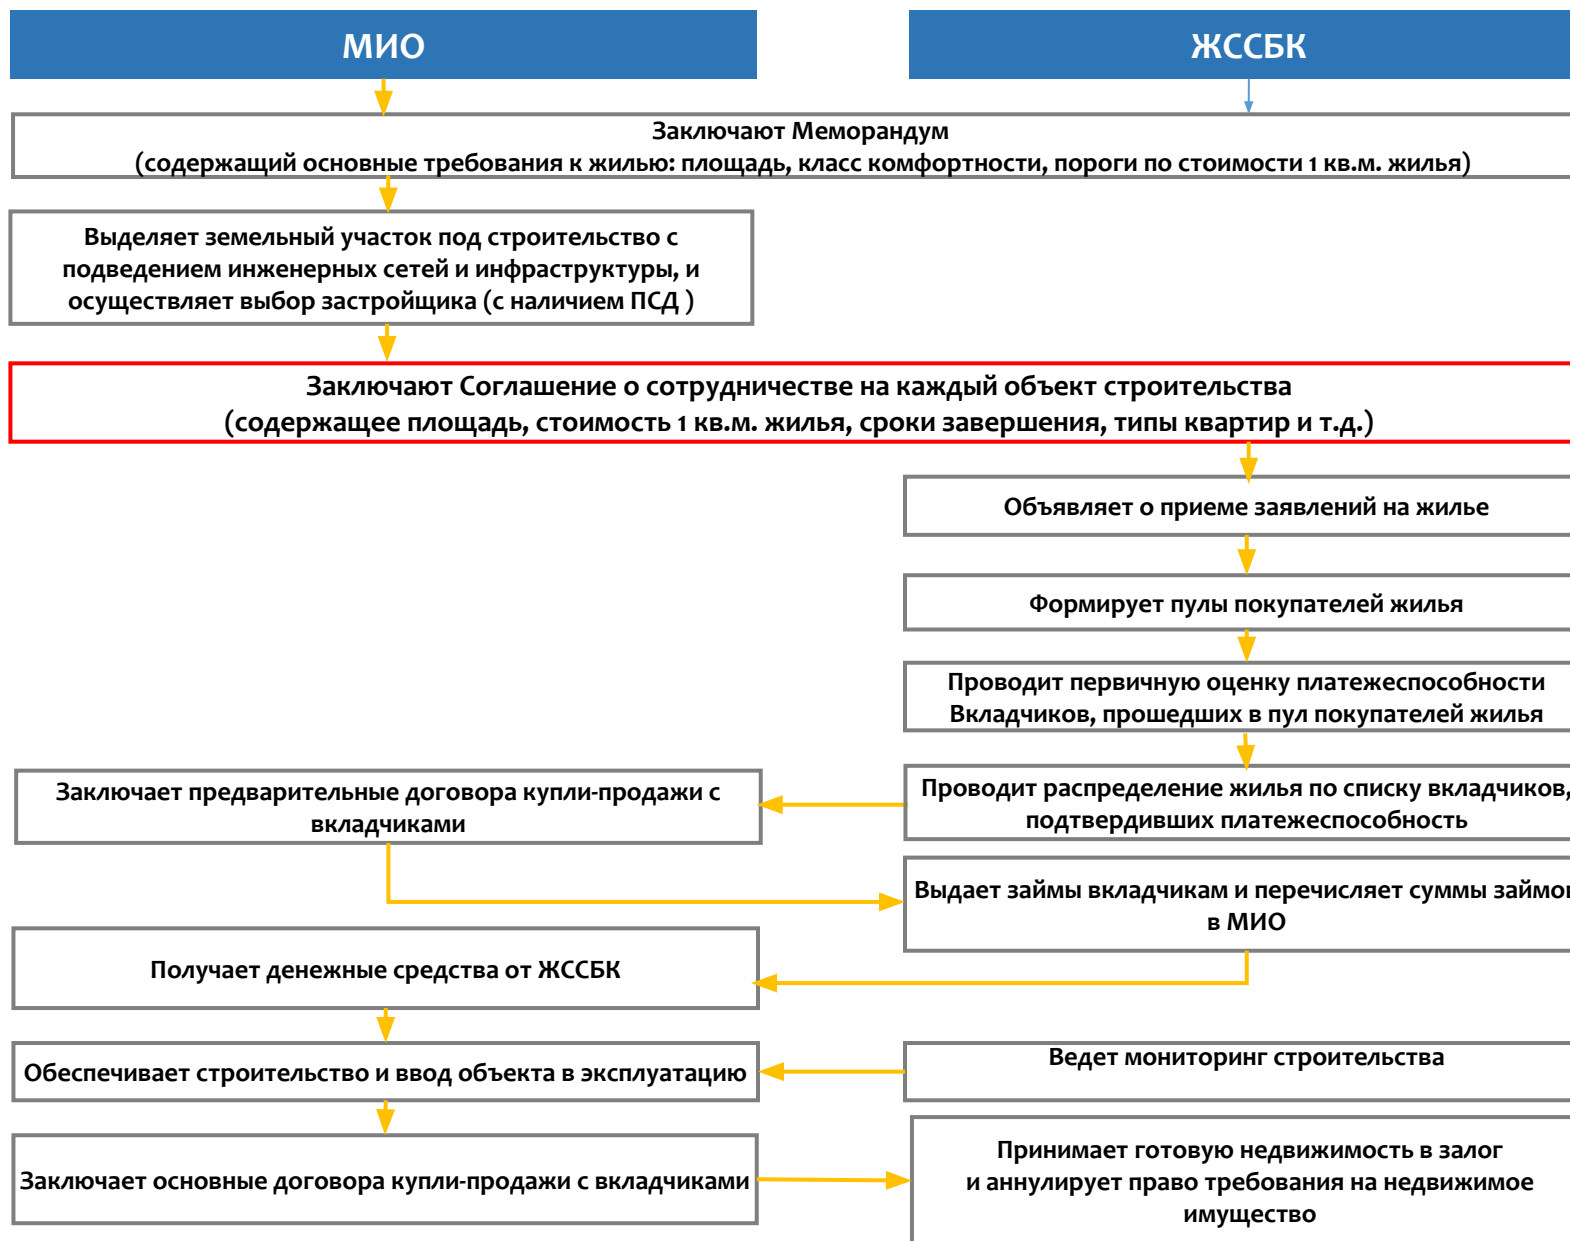 МИО
ЖССБК
Заключают Меморандум
(содержащий основные требования к жилью: площадь, класс комфортности, пороги по стоимости 1 кв.м. жилья)
Выделяет земельный участок под строительство с
подведением инженерных сетей и инфраструктуры, и
осуществляет выбор застройщика (с наличием ПСД )
Заключают Соглашение о сотрудничестве на каждый объект строительства
(содержащее площадь, стоимость 1 кв.м. жилья, сроки завершения, типы квартир и т.д.)
Объявляет о приеме заявлений на жилье
Формирует пулы покупателей жилья
Проводит первичную оценку платежеспособности
Вкладчиков, прошедших в пул покупателей жилья
Заключает предварительные договора купли-продажи с
вкладчиками
Проводит распределение жилья по списку вкладчиков,
подтвердивших платежеспособность
Выдает займы вкладчикам и перечисляет суммы займов
в МИО
Получает денежные средства от ЖССБК
Обеспечивает строительство и ввод объекта в эксплуатацию
Ведет мониторинг строительства
Заключает основные договора купли-продажи с вкладчиками
Принимает готовую недвижимость в залог
и аннулирует право требования на недвижимое
имущество